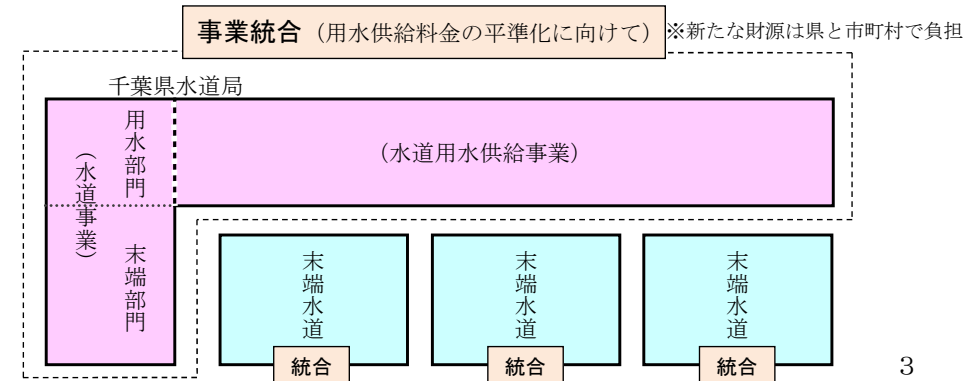 事業統合（用水供給料金の平準化に向けて）
※新たな財源は県と市町村で負担
千葉県水道局
用水部門
（水道事業）
（水道用水供給事業）
末端部門
末端水道
末端水道
末端水道
統合
統合
統合
3